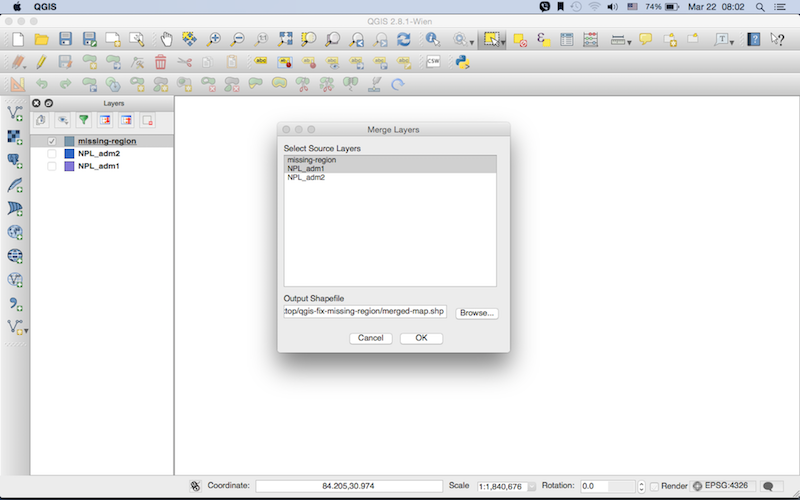 QGIS
74%
Mar 22 08:02
QGIS 2.8.1-Wien
CSW
Layers
missing-region
NPL_adm2
NPL_adm1
Merge Layers
Select Source Layers
missing-region
NPL_adm1
NPL_adm2
Output Shapefile
top/qgis-fix-missing-region/merged-map.shp
Browse...
Cancel
OK
Coordinate:
84.205,30.974
Scale
1:1,840,676
Rotation:
0.0
Render
EPSG:4326